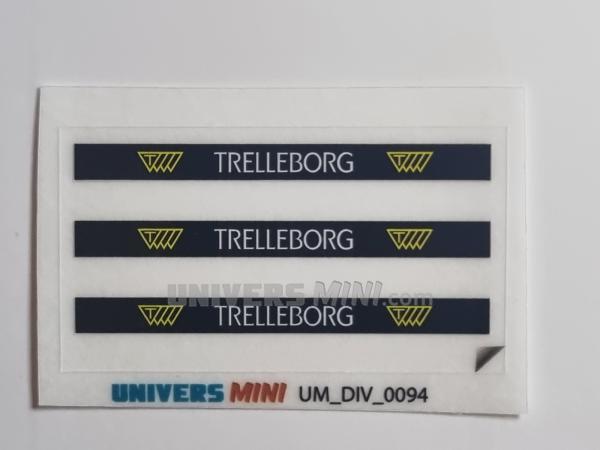 T TRELLEBORG T
T TRELLEBORG T
UNIVERS MINI.com
T TRELLEBORG T
UNIVERS MINI UM_DIV_0094